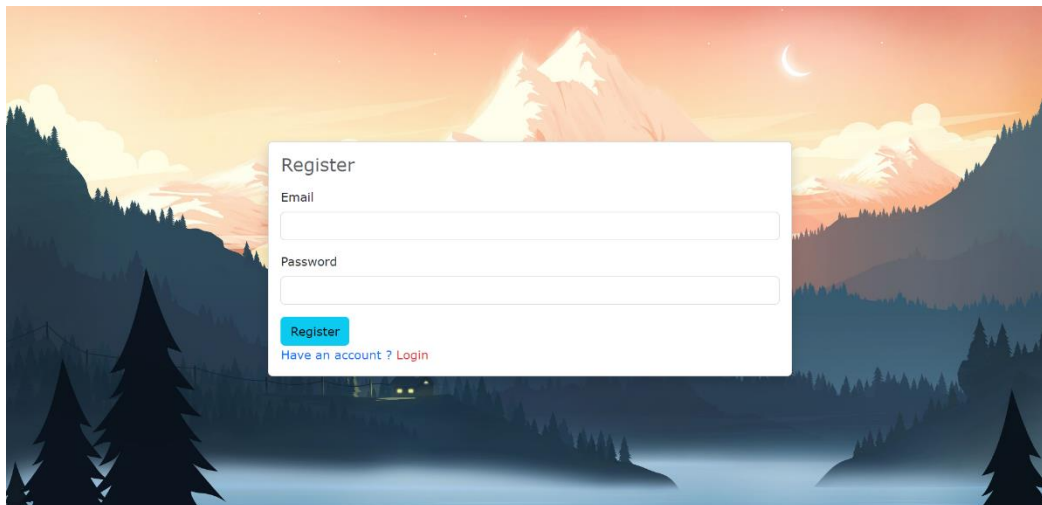 Register
Email
Password
Register
Have an account ? Login